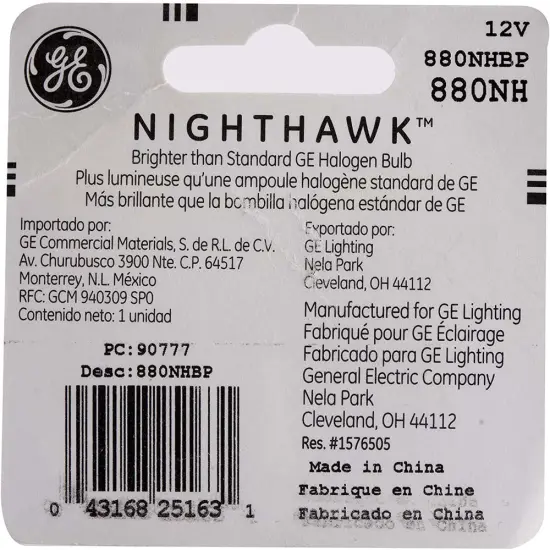 GE
12V
880NHBP
880NH
NIGHTHAWK™
Brighter than Standard GE Halogen Bulb
Plus lumineuse qu'une ampoule halogène standard de GE
Más brillante que la bombilla halógena estándar de GE
Importado por:
GE Commercial Materials, S. de R.L. de C.V.
Av. Churubusco 3900 Nte. C.P. 64517
Monterrey, N.L. México
RFC: GCM 940309 SP0
Contenido neto: 1 unidad
Exportado por:
GE Lighting
Nela Park
Cleveland, OH 44112
Manufactured for GE Lighting
Fabriqué pour GE Éclairage
Fabricado para GE Lighting
General Electric Company
Nela Park
Cleveland, OH 44112
Res. #1576505
PC:90777
Desc:880NHBP
0 43168 25163 1
Made in China
Fabrique en Chine
Fabricado en China